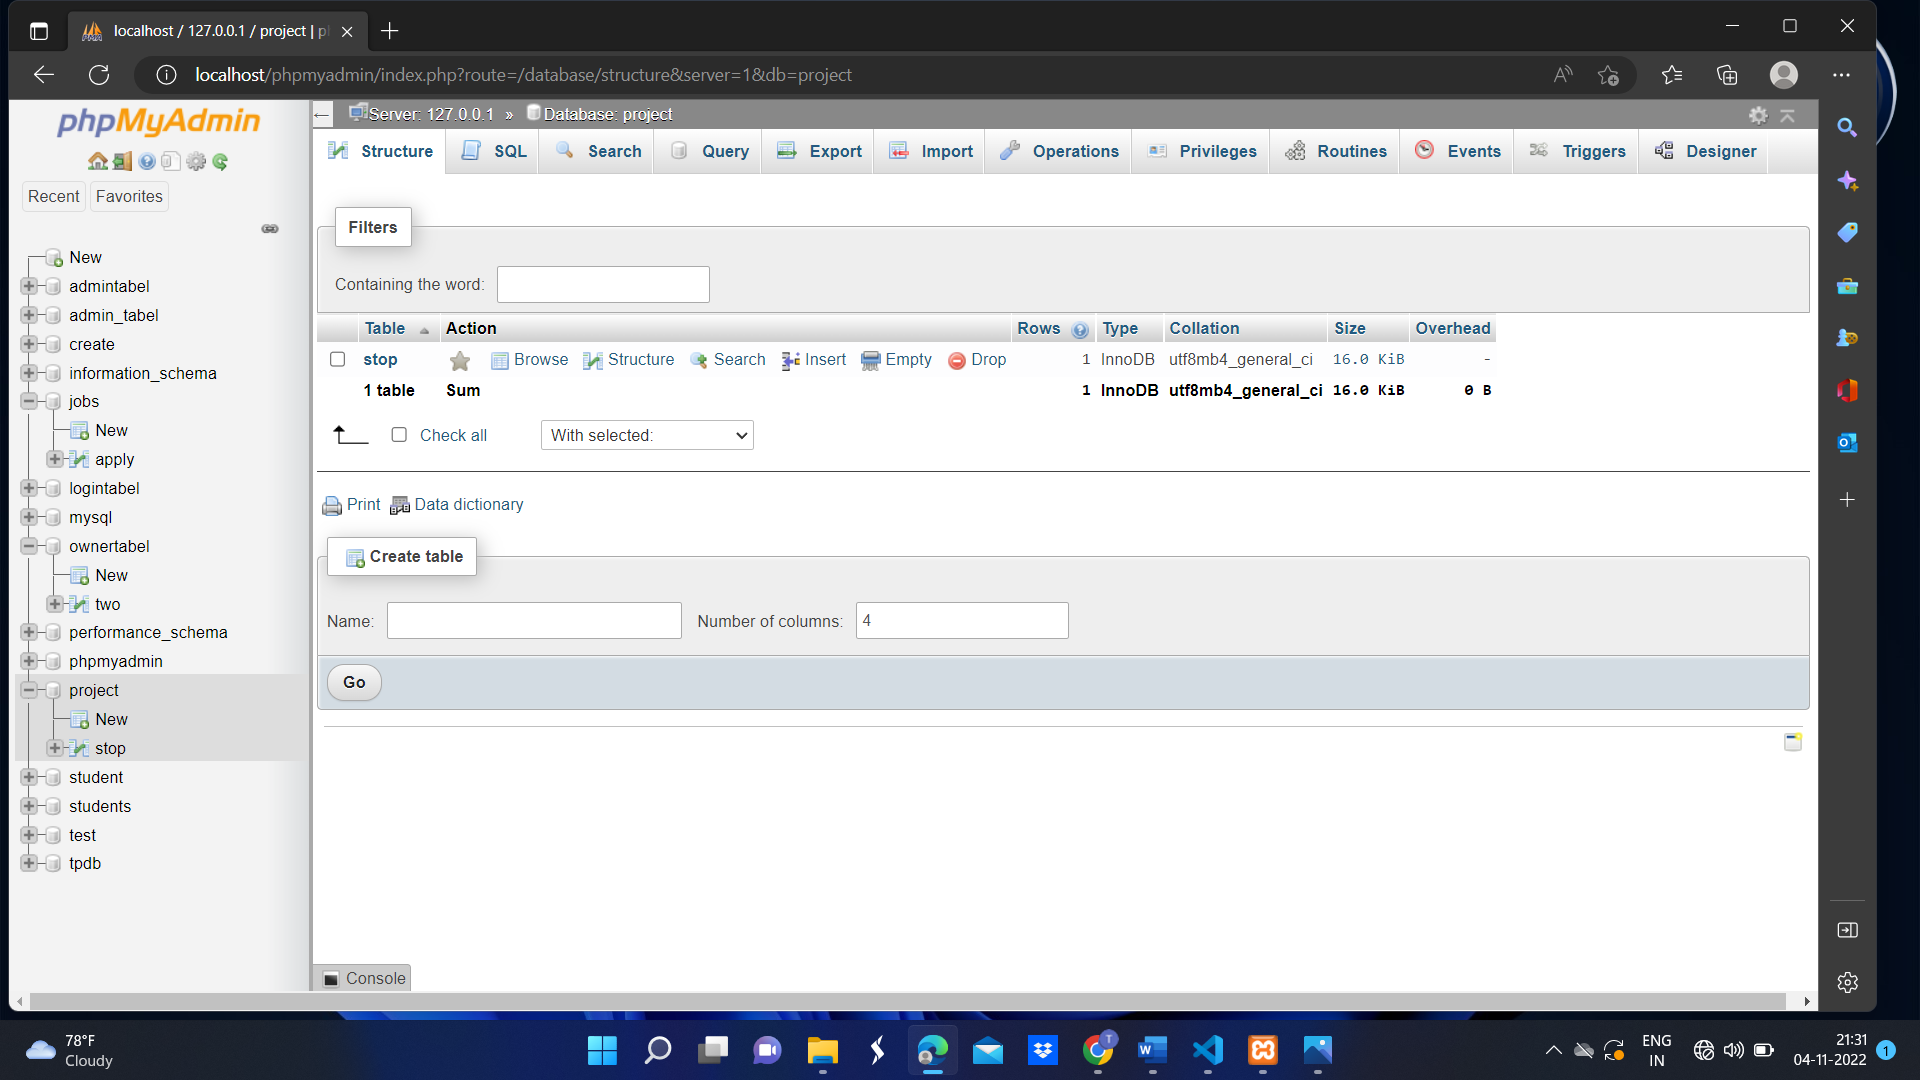 localhost / 127.0.0.1 / project | p
localhost/phpmyadmin/index.php?route=/database/structure&server=1&db=project
phpMyAdmin
Recent Favorites
New
admintabel
admin_tabel
create
information_schema
jobs
New
apply
logintabel
mysql
ownertabel
New
two
performance_schema
phpmyadmin
project
New
stop
student
students
test
tpdb
Server: 127.0.0.1 » Database: project
Structure SQL Search Query Export Import Operations Privileges Routines Events Triggers Designer
Filters
Containing the word:
Table Action Rows Type Collation Size Overhead
stop Browse Structure Search Insert Empty Drop 1 InnoDB utf8mb4_general_ci 16.0 KiB -
1 table Sum 1 InnoDB utf8mb4_general_ci 16.0 KiB 0 B
Check all With selected:
Print Data dictionary
Create table
Name: Number of columns: 4
Go
Console
78°F
Cloudy
ENG
IN
21:31
04-11-2022
1